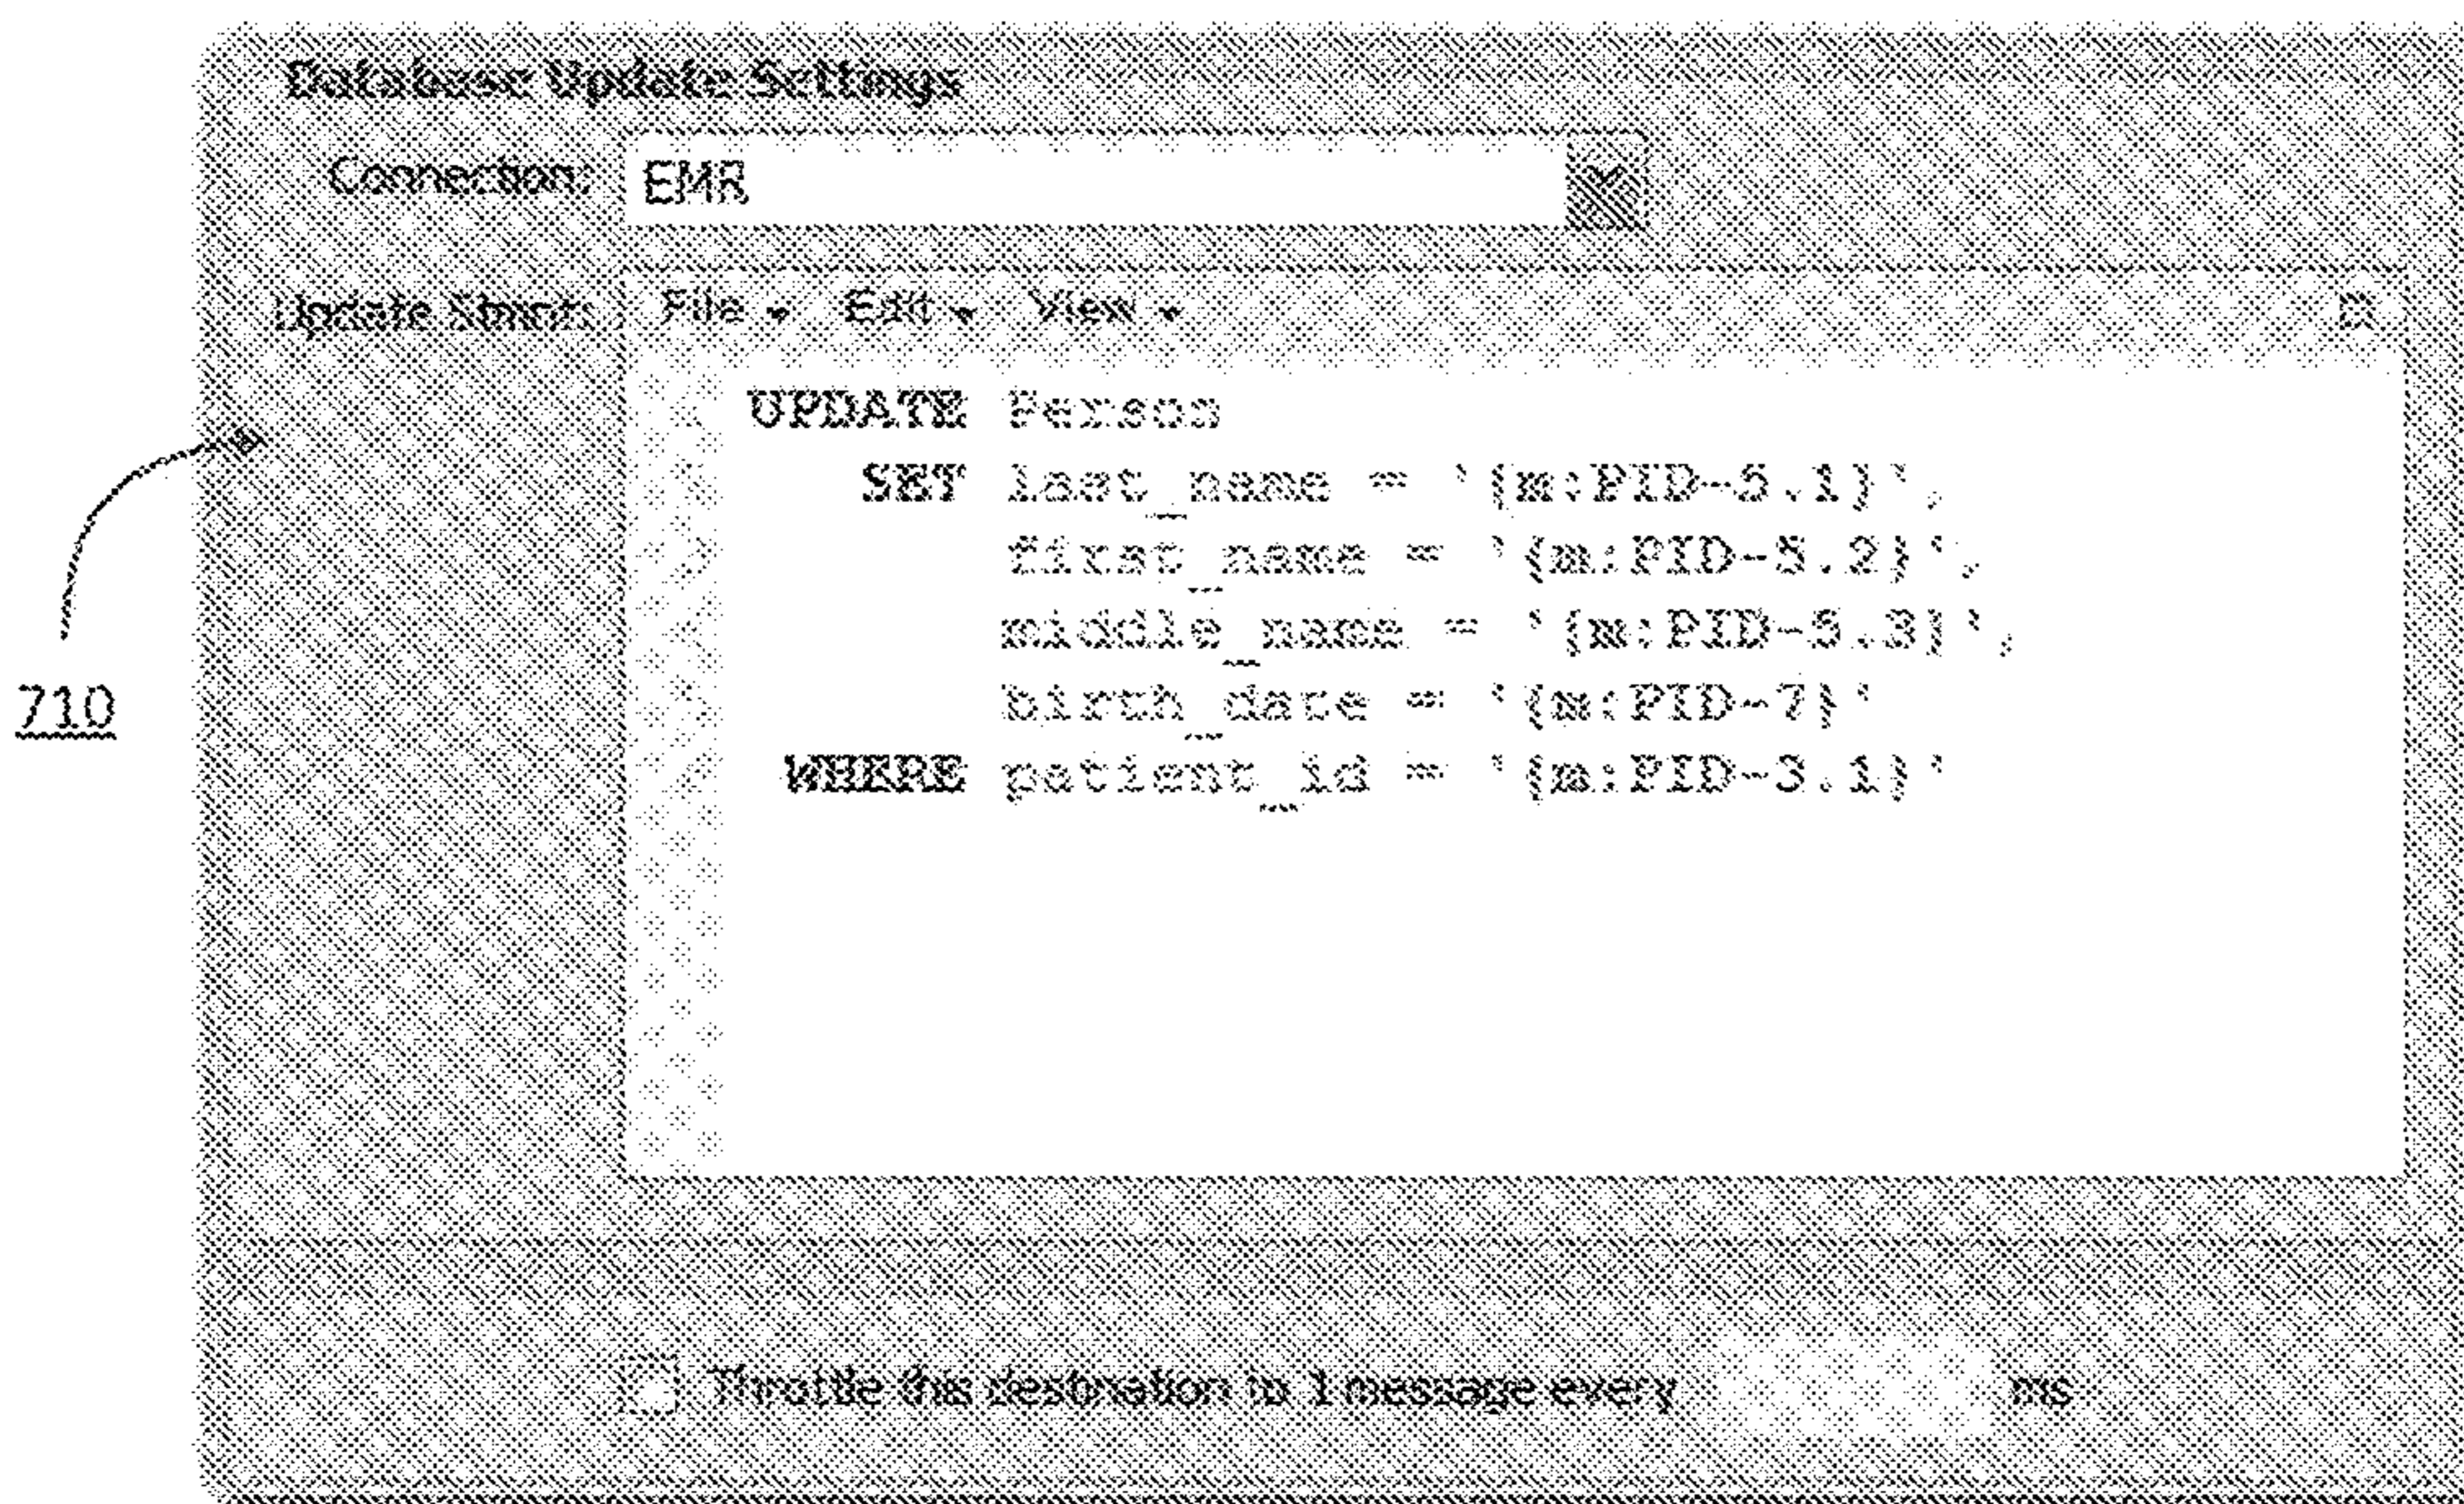 Database Update Settings
Connection: EMR
Update Stmnt: File Edit View
UPDATE Person
SET last_name = '{m:PID-5.1}',
first_name = '{m:PID-5.2}',
middle_name = '{m:PID-5.3}',
birth_date = '{m:PID-7}'
WHERE patient_id = '{m:PID-3.1}'
710
Throttle this destination to 1 message every ms